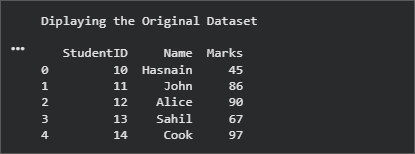 Diplaying the Original Dataset
StudentID Name Marks
0 10 Hasnain 45
1 11 John 86
2 12 Alice 90
3 13 Sahil 67
4 14 Cook 97